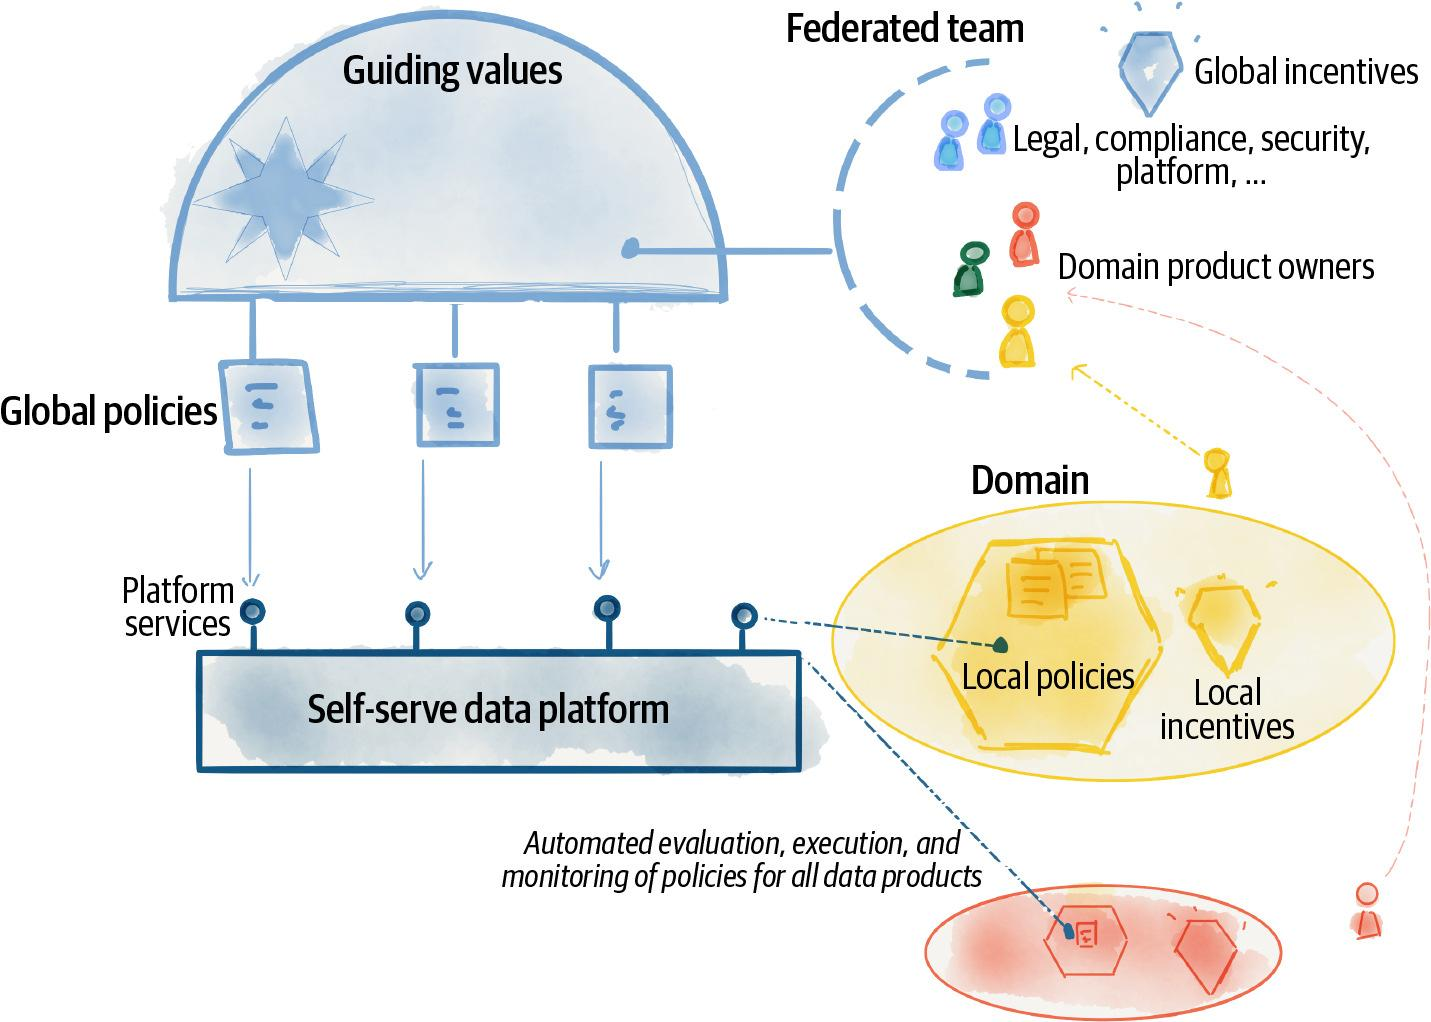 Guiding values
Federated team
Global incentives
Legal, compliance, security,
platform, ...
Domain product owners
Global policies
Domain
Platform
services
Local policies
Local
incentives
Self-serve data platform
Automated evaluation, execution, and
monitoring of policies for all data products